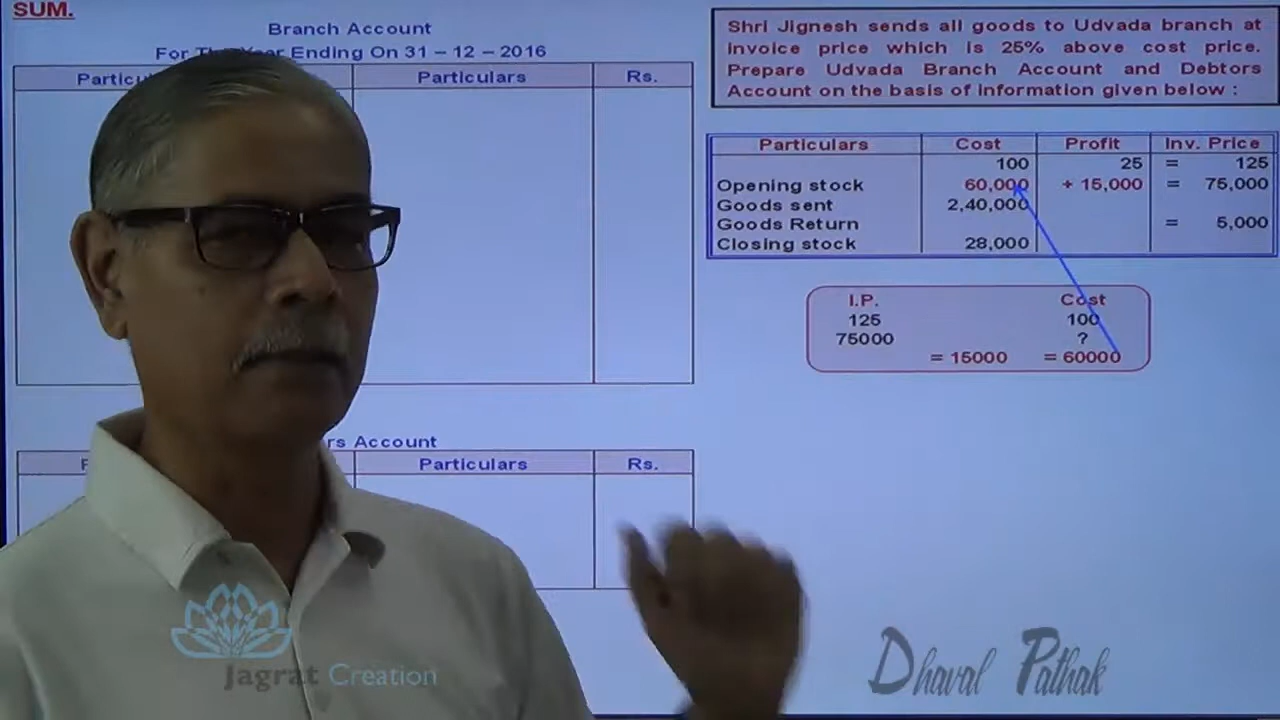 SUM.
Branch Account
For The Year Ending On 31 – 12 – 2016
Particu Particulars Rs.
rs Account
P Particulars Rs.
Shri Jignesh sends all goods to Udvada branch at
invoice price which is 25% above cost price.
Prepare Udvada Branch Account and Debtors
Account on the basis of information given below :
Particulars Cost Profit Inv. Price
100 25 = 125
Opening stock 60,000 + 15,000 = 75,000
Goods sent 2,40,000
Goods Return = 5,000
Closing stock 28,000
I.P. Cost
125 100
75000 ?
= 15000 = 60000
Jagrat Creation
Dhaval Pathak